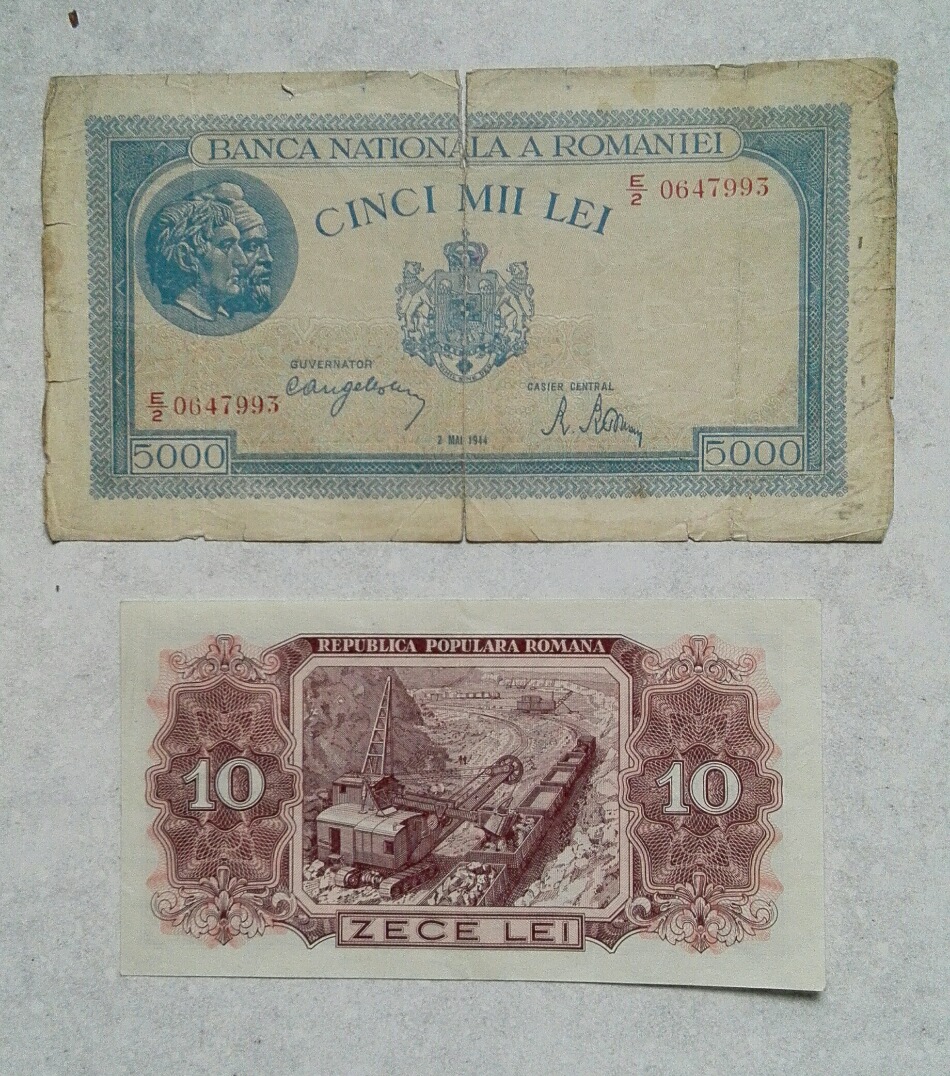 BANCA NATIONALA A ROMANIEI
CINCI MII LEI
E/2 0647993
GUVERNATOR
CASIER CENTRAL
E/2 0647993
2 MAI 1944
5000
5000
REPUBLICA POPULARA ROMANA
10
10
ZECE LEI